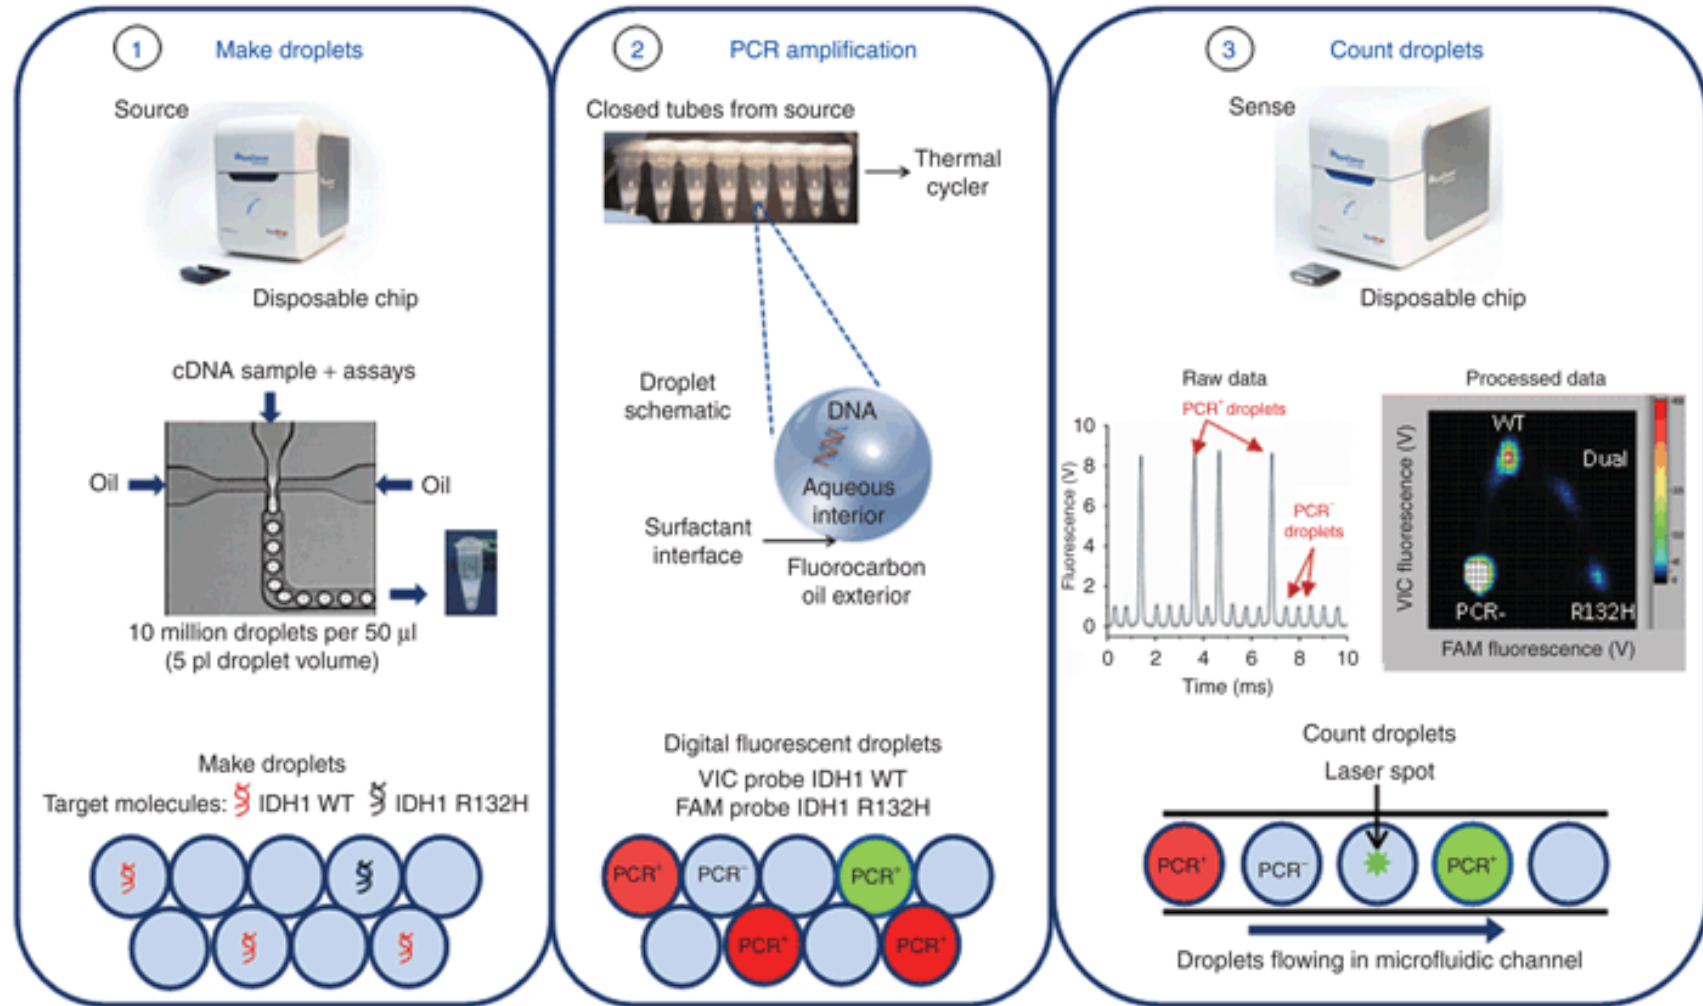 1 Make droplets
Source
Disposable chip
cDNA sample + assays
Oil
Oil
10 million droplets per 50 µl
(5 pl droplet volume)
Make droplets
Target molecules: IDH1 WT IDH1 R132H
2 PCR amplification
Closed tubes from source
Thermal
cycler
Droplet
schematic
DNA
Aqueous
interior
Surfactant
interface
Fluorocarbon
oil exterior
Digital fluorescent droplets
VIC probe IDH1 WT
FAM probe IDH1 R132H
PCR⁺ PCR⁻ PCR⁺
PCR⁺ PCR⁺
3 Count droplets
Sense
Disposable chip
Raw data
PCR⁺ droplets
PCR⁻
droplets
Fluorescence (V)
10
8
6
4
2
0
0 2 4 6 8 10
Time (ms)
Processed data
VIC fluorescence (V)
WT
Dual
PCR-
R132H
FAM fluorescence (V)
Count droplets
Laser spot
PCR⁺ PCR⁻ PCR⁺
Droplets flowing in microfluidic channel